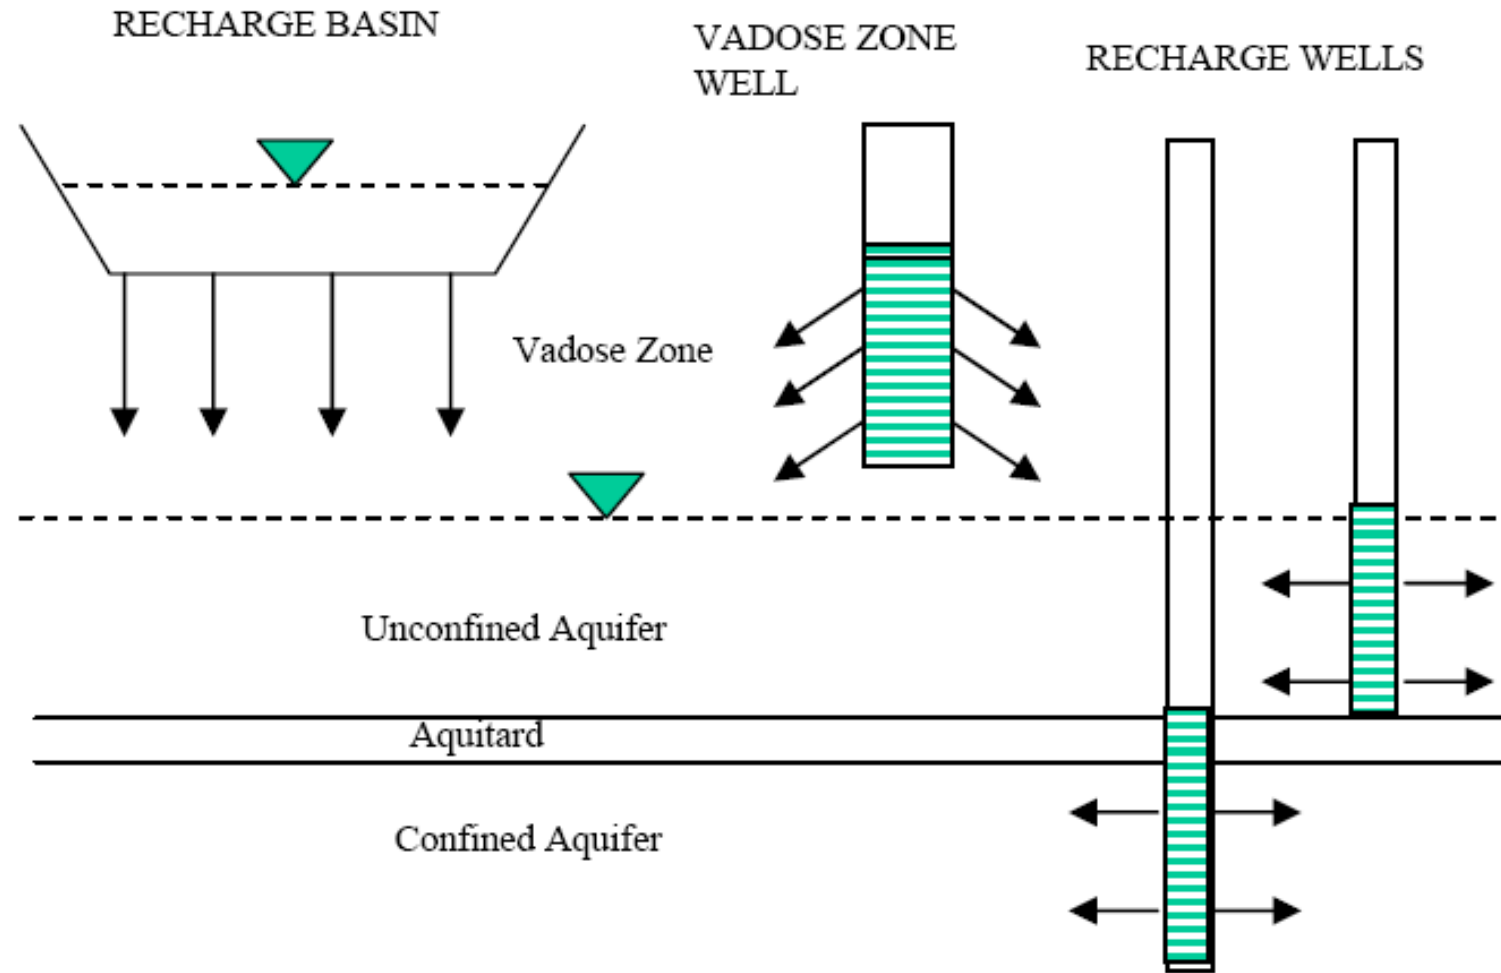 RECHARGE BASIN
VADOSE ZONE
WELL
RECHARGE WELLS
Vadose Zone
Unconfined Aquifer
Aquitard
Confined Aquifer